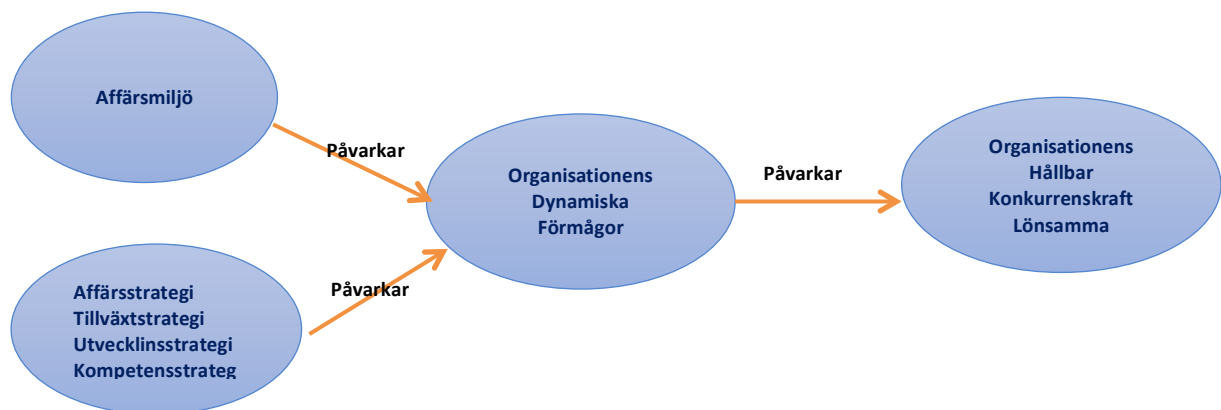 Affärsmiljö
Påvarkar
Organisationens
Dynamiska
Förmågor
Påvarkar
Organisationens
Hållbar
Konkurrenskraft
Lönsamma
Affärsstrategi
Tillväxtstrategi
Utvecklinsstrategi
Kompetensstrateg
Påvarkar